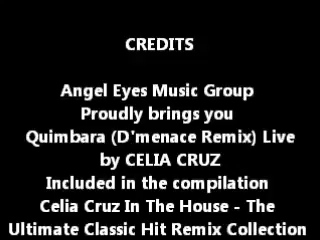 CREDITS
Angel Eyes Music Group
Proudly brings you
Quimbara (D'menace Remix) Live
by CELIA CRUZ
Included in the compilation
Celia Cruz In The House - The
Ultimate Classic Hit Remix Collection